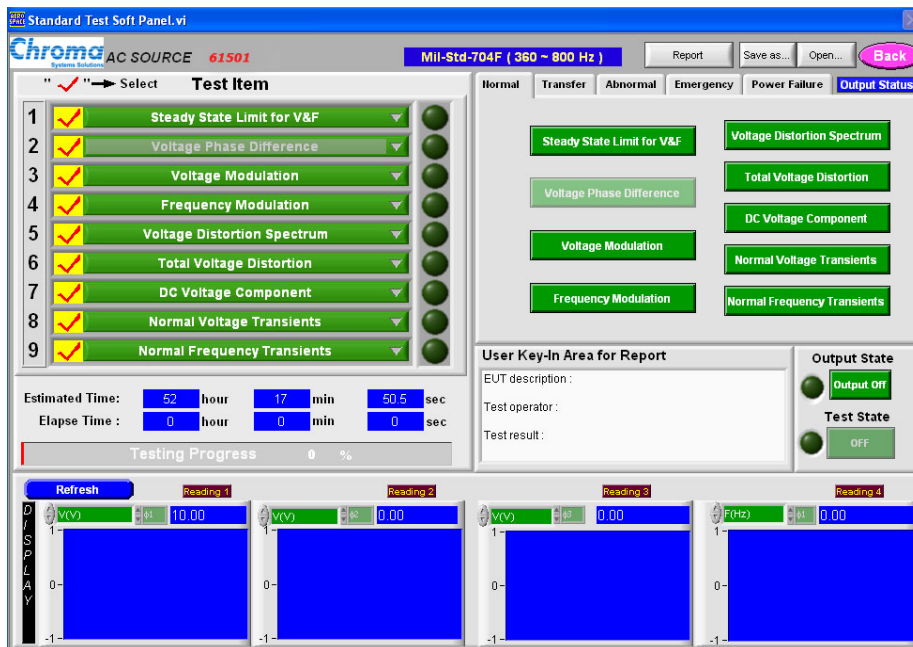 Standard Test Soft Panel.vi
Chroma Systems Solutions AC SOURCE 61501 Mil-Std-704F ( 360 ~ 800 Hz ) Report Save as... Open... Back
" " Select Test Item
1 Steady State Limit for V&F
2 Voltage Phase Difference
3 Voltage Modulation
4 Frequency Modulation
5 Voltage Distortion Spectrum
6 Total Voltage Distortion
7 DC Voltage Component
8 Normal Voltage Transients
9 Normal Frequency Transients
Estimated Time: 52 hour 17 min 50.5 sec
Elapse Time : 0 hour 0 min 0 sec
Testing Progress 0 %
Normal Transfer Abnormal Emergency Power Failure Output Status
Steady State Limit for V&F
Voltage Phase Difference
Voltage Modulation
Frequency Modulation
Voltage Distortion Spectrum
Total Voltage Distortion
DC Voltage Component
Normal Voltage Transients
Normal Frequency Transients
User Key-In Area for Report
EUT description :
Test operator :
Test result :
Output State
Output Off
Test State
OFF
Refresh
DISPLAY
Reading 1
V(V) ϕ1 10.00
1
0
-1
Reading 2
V(V) ϕ2 0.00
1
0
-1
Reading 3
V(V) ϕ3 0.00
1
0
-1
Reading 4
F(Hz) ϕ1 0.00
1
0
-1